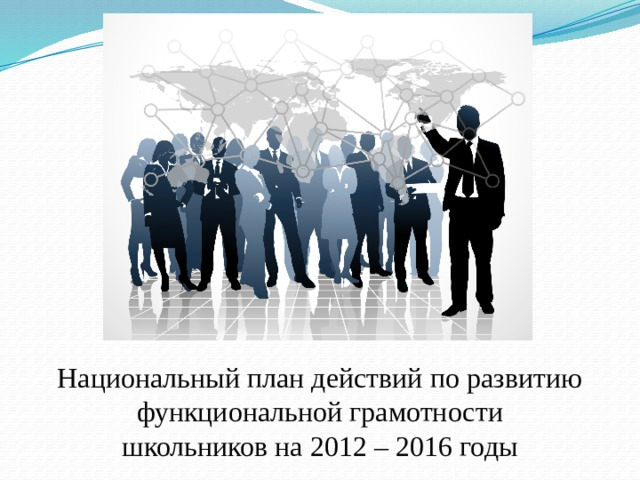 Национальный план действий по развитию
функциональной грамотности
школьников на 2012 – 2016 годы